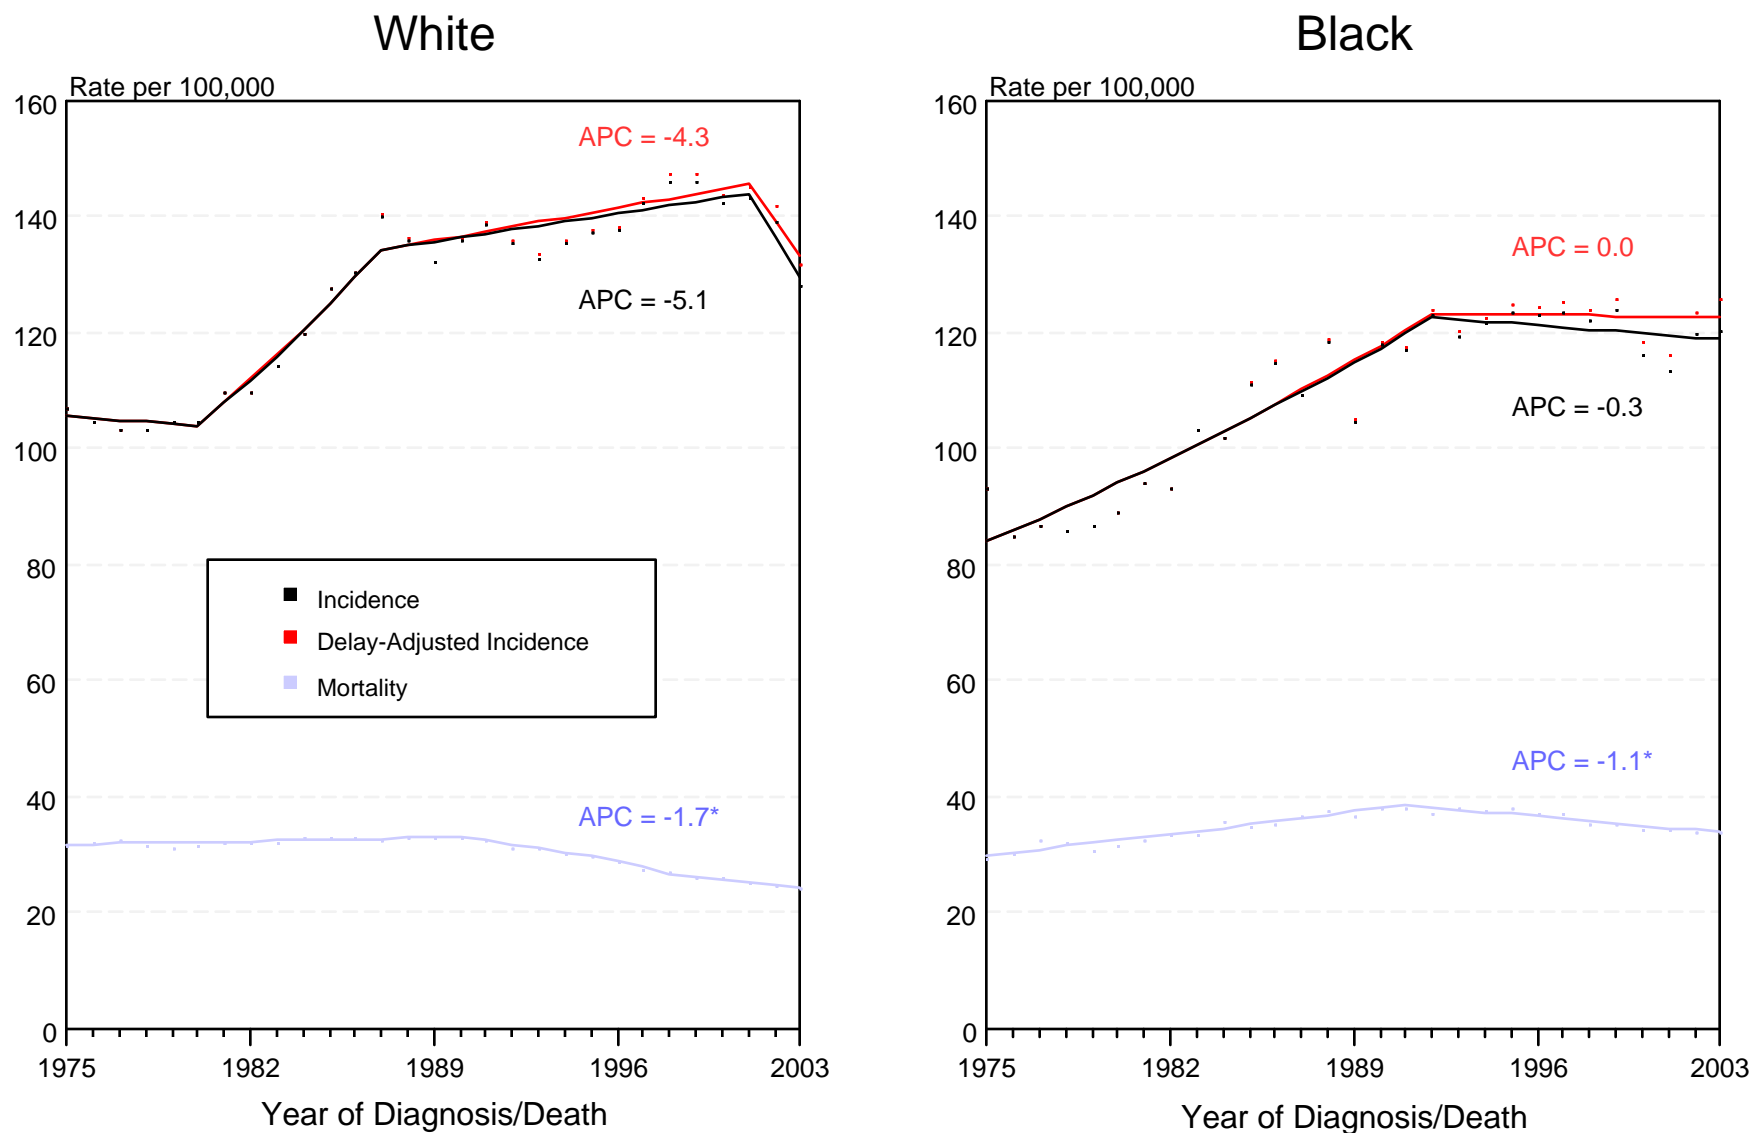 White
Rate per 100,000
160
140
120
100
80
60
40
20
0
APC = -4.3
APC = -5.1
Incidence
Delay-Adjusted Incidence
Mortality
APC = -1.7*
1975 1982 1989 1996 2003
Year of Diagnosis/Death
Black
Rate per 100,000
160
140
120
100
80
60
40
20
0
APC = 0.0
APC = -0.3
APC = -1.1*
1975 1982 1989 1996 2003
Year of Diagnosis/Death